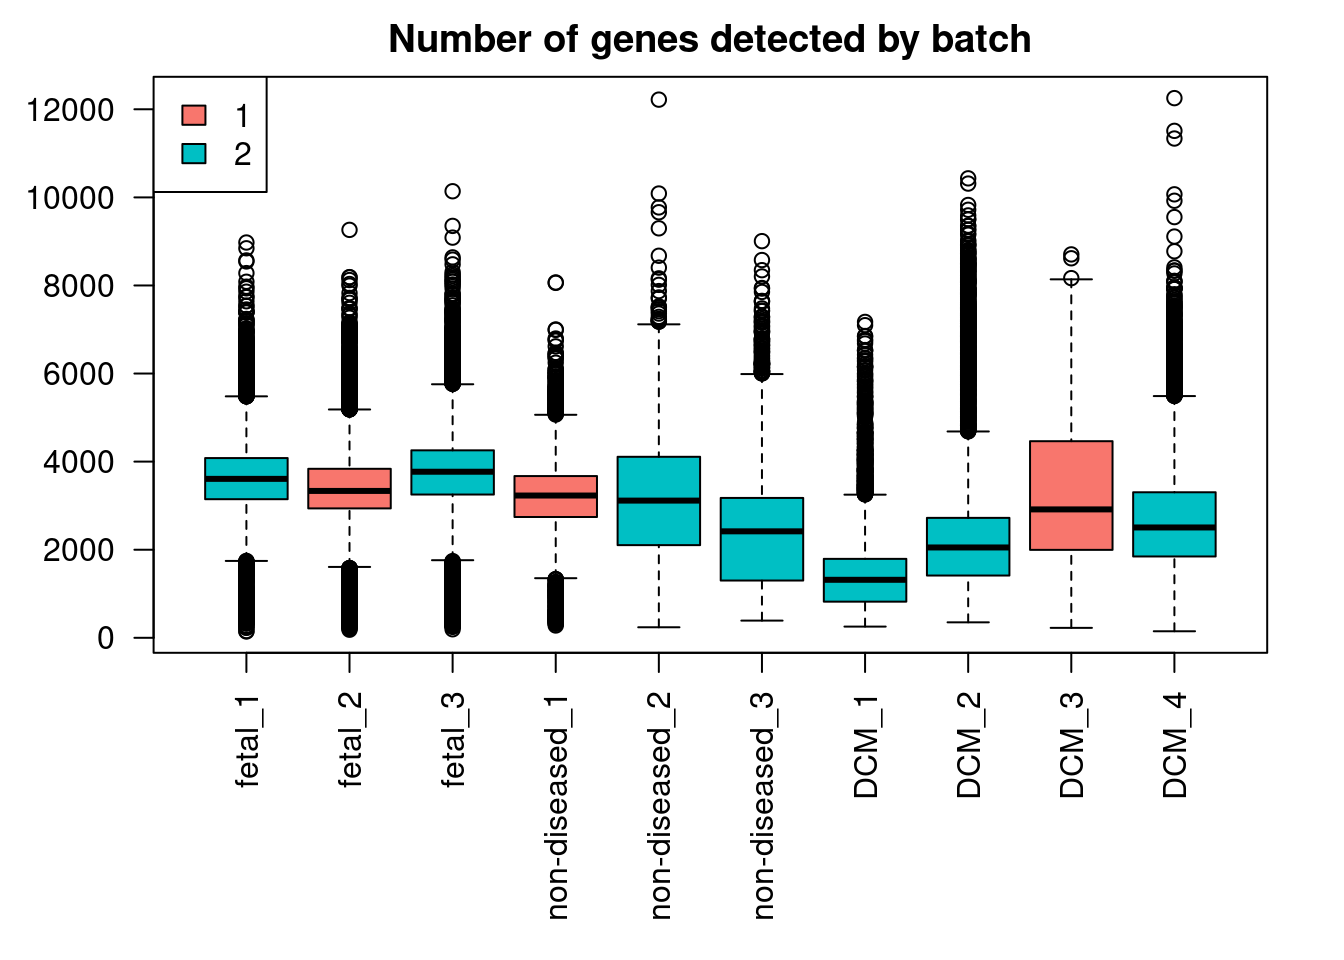 Number of genes detected by batch
1
2
12000
10000
8000
6000
4000
2000
0
fetal_1
fetal_2
fetal_3
non-diseased_1
non-diseased_2
non-diseased_3
DCM_1
DCM_2
DCM_3
DCM_4